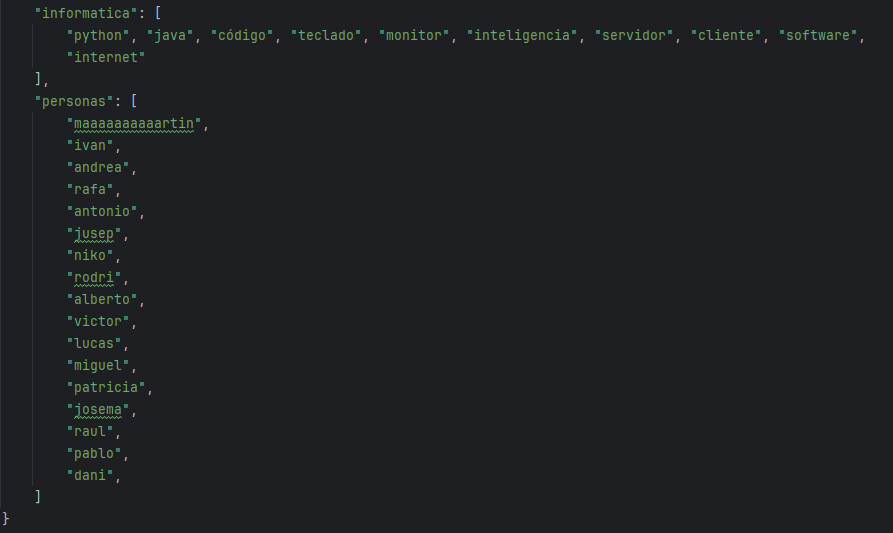 "informatica": [
"python", "java", "código", "teclado", "monitor", "inteligencia", "servidor", "cliente", "software",
"internet"
],
"personas": [
"maaaaaaaaaartin",
"ivan",
"andrea",
"rafa",
"antonio",
"jusep",
"niko",
"rodri",
"alberto",
"victor",
"lucas",
"miguel",
"patricia",
"josema",
"raul",
"pablo",
"dani",
]
}